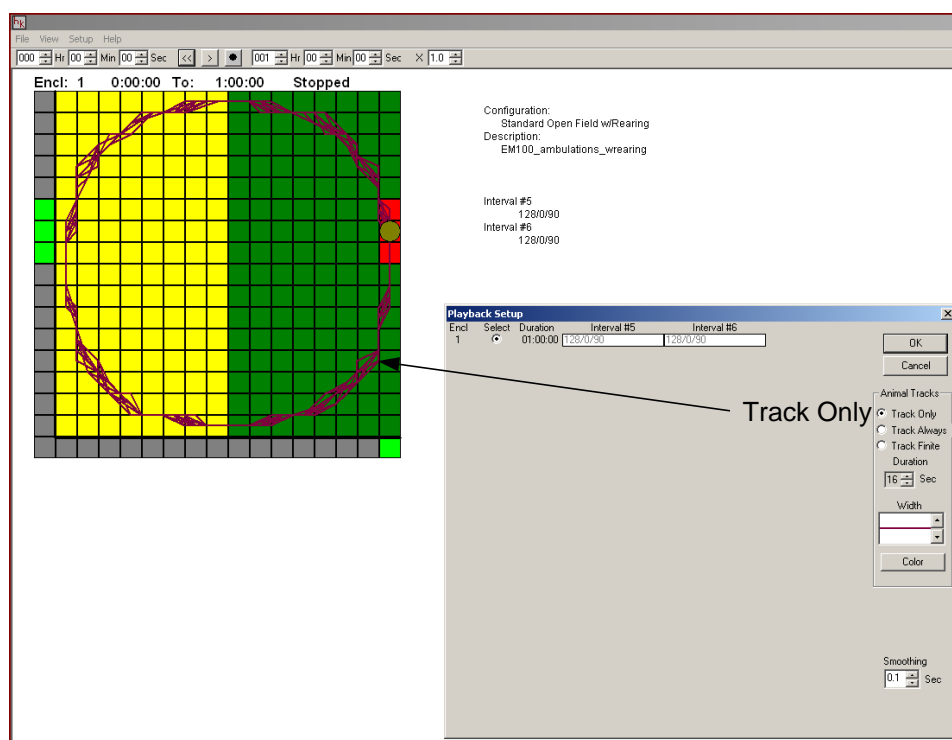 hk
File View Setup Help
000 Hr 00 Min 00 Sec << > ● 001 Hr 00 Min 00 Sec X 1.0
Encl: 1 0:00:00 To: 1:00:00 Stopped
Configuration:
Standard Open Field w/Rearing
Description:
EM100_ambulations_wrearing
Interval #5
128/0/90
Interval #6
128/0/90
Playback Setup
Encl Select Duration Interval #5 Interval #6
1 01:00:00 128/0/90 128/0/90
OK
Cancel
Animal Tracks
Track Only
Track Always
Track Finite
Duration
16 Sec
Width
Color
Smoothing
0.1 Sec
Track Only